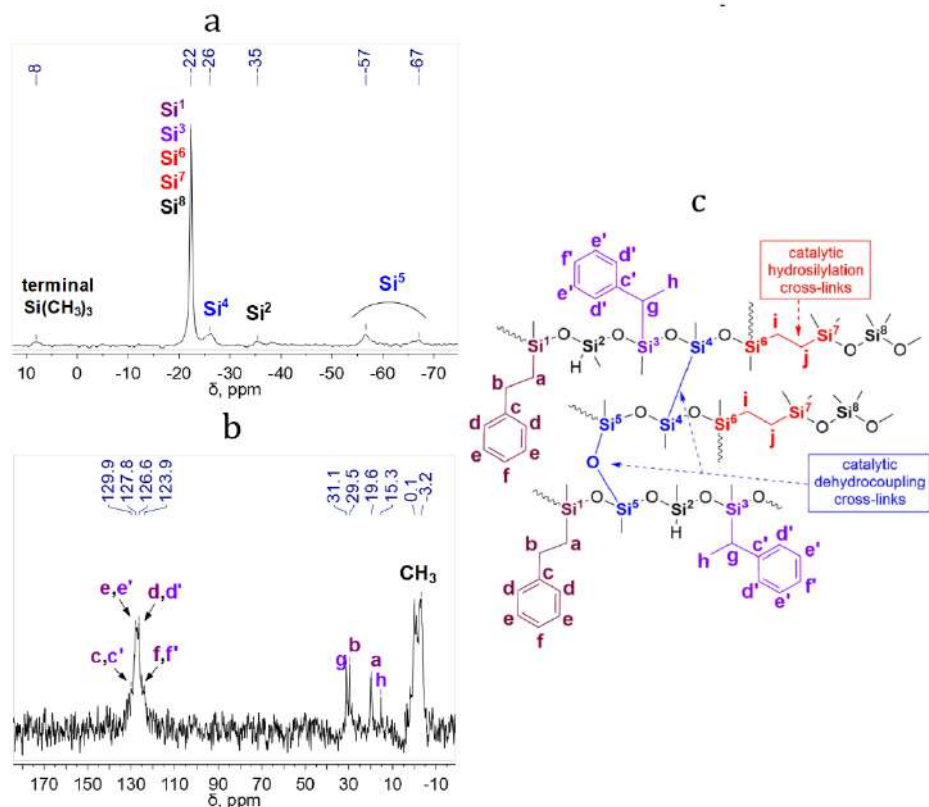 a
8
-22
-26
-35
-57
-67
Si1
Si3
Si6
Si7
Si8
terminal
Si(CH3)3
Si4
Si2
Si5
10 0 -10 -20 -30 -40 -50 -60 -70
δ, ppm
b
129.9
127.8
126.6
123.9
31.1
29.5
19.6
15.3
-0.1
-3.2
CH3
e,e' d,d'
c,c' f,f'
g b a h
170 150 130 110 90 70 50 30 10 -10
δ, ppm
c
catalytic
hydrosilylation
cross-links
e' f' d' e' c' h d' g
i Si7 Si8
Si1 O Si2 O Si3 O Si4 O Si6 j O O
H
b a
c
d d
e e
f
Si5 O Si4 O Si6 i j Si7 O Si8 O
O
catalytic
dehydrocoupling
cross-links
Si1 O Si5 O Si2 O Si3 O
H
b a
c
d d
e e
f
h g c' d' e' d' f' e'